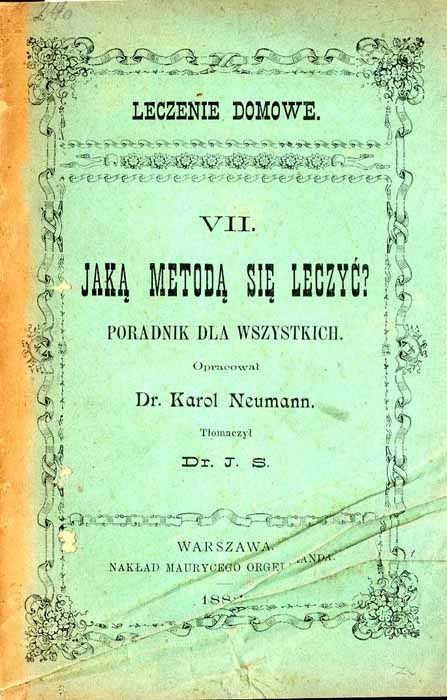 240
LECZENIE DOMOWE.
VII.
JAKĄ METODĄ SIĘ LECZYĆ?
PORADNIK DLA WSZYSTKICH.
Opracował
Dr. Karol Neumann.
Tłomaczył
Dr. J. S.
WARSZAWA.
NAKŁAD MAURYCEGO